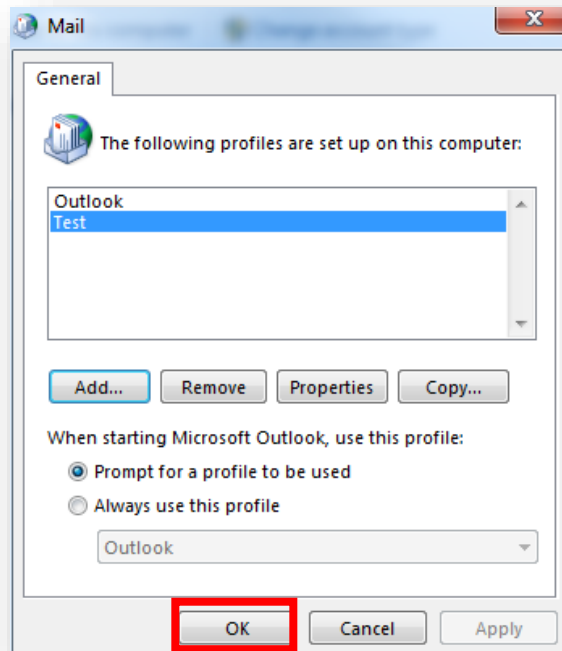 Mail
General
The following profiles are set up on this computer:
Outlook
Test
Add... Remove Properties Copy...
When starting Microsoft Outlook, use this profile:
Prompt for a profile to be used
Always use this profile
Outlook
OK Cancel Apply